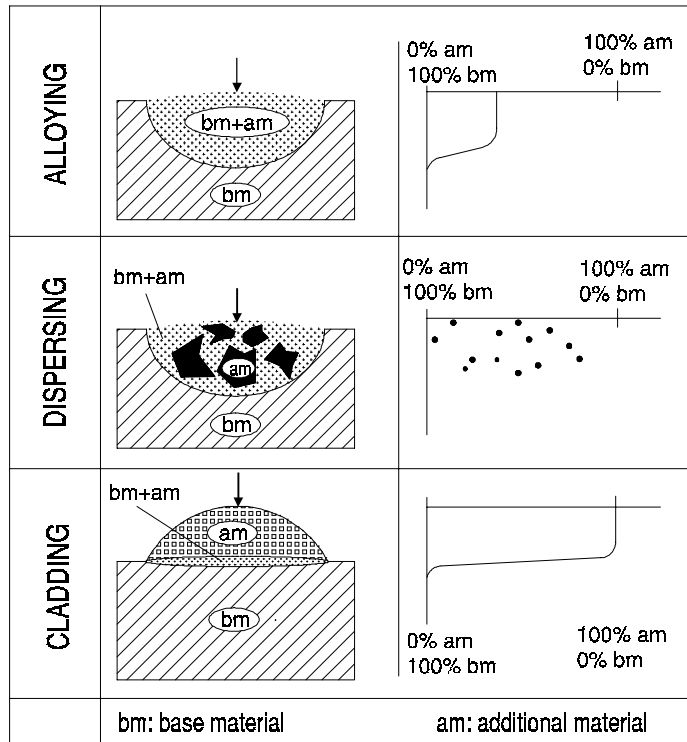 ALLOYING
bm+am
bm
0% am
100% bm
100% am
0% bm
DISPERSING
bm+am
am
bm
0% am
100% bm
100% am
0% bm
CLADDING
bm+am
am
bm
0% am
100% bm
100% am
0% bm
bm: base material
am: additional material